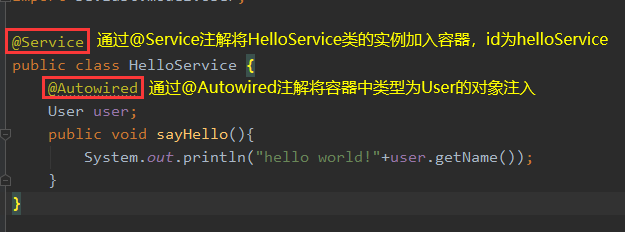 @Service 通过@Service注解将HelloService类的实例加入容器，id为helloService
public class HelloService {
@Autowired 通过@Autowired注解将容器中类型为User的对象注入
User user;
public void sayHello(){
System.out.println("hello world!"+user.getName());
}
}